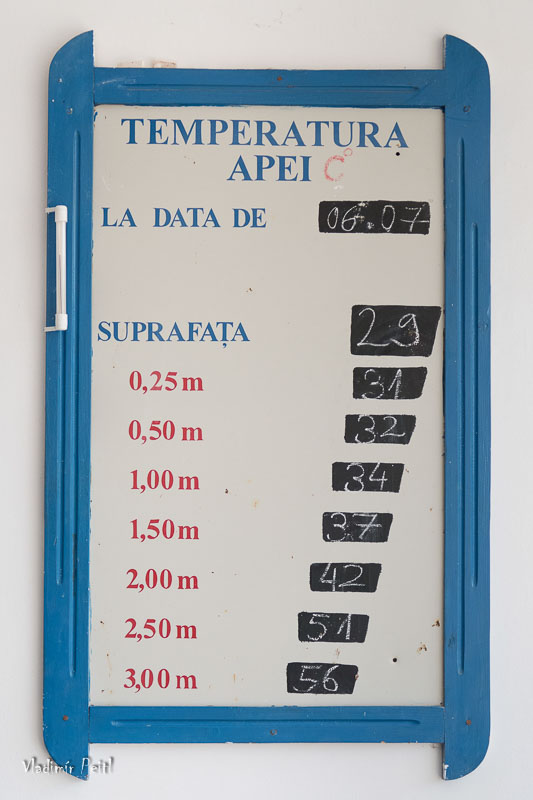 TEMPERATURA
APEI C°
LA DATA DE 06.07
SUPRAFAȚA 29
0,25 m 31
0,50 m 32
1,00 m 34
1,50 m 37
2,00 m 42
2,50 m 51
3,00 m 56
Vladimir Peitl